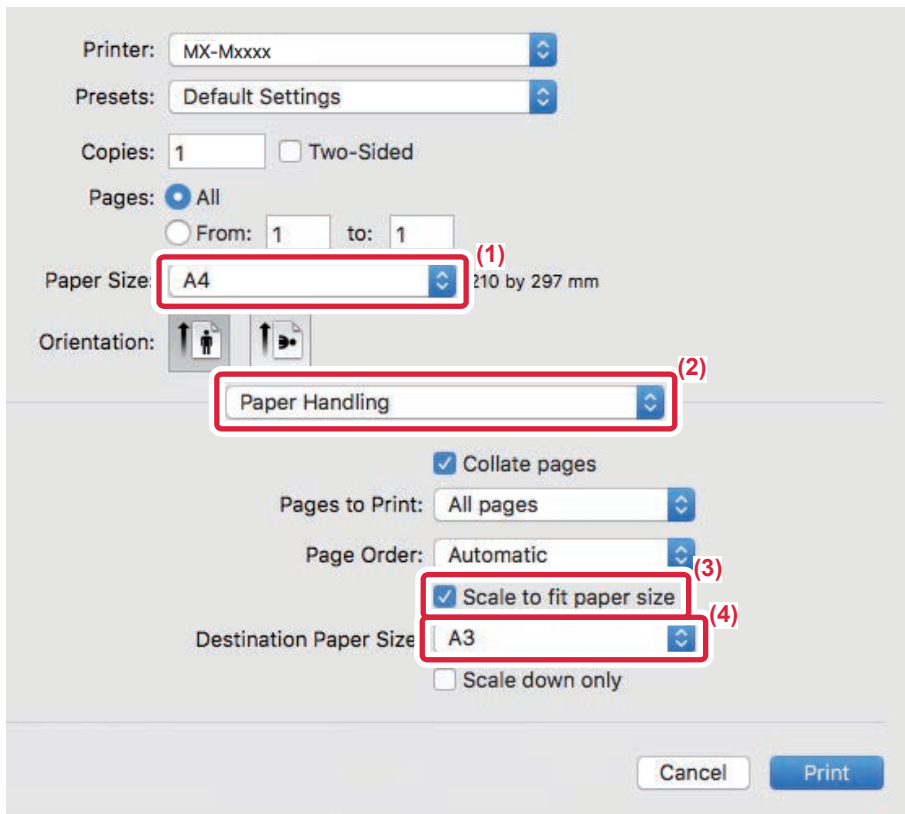 Printer: MX-Mxxxx
Presets: Default Settings
Copies: 1 Two-Sided
Pages: All
From: 1 to: 1
(1)
Paper Size: A4 210 by 297 mm
Orientation:
(2)
Paper Handling
Collate pages
Pages to Print: All pages
Page Order: Automatic
(3)
Scale to fit paper size
(4)
Destination Paper Size A3
Scale down only
Cancel Print